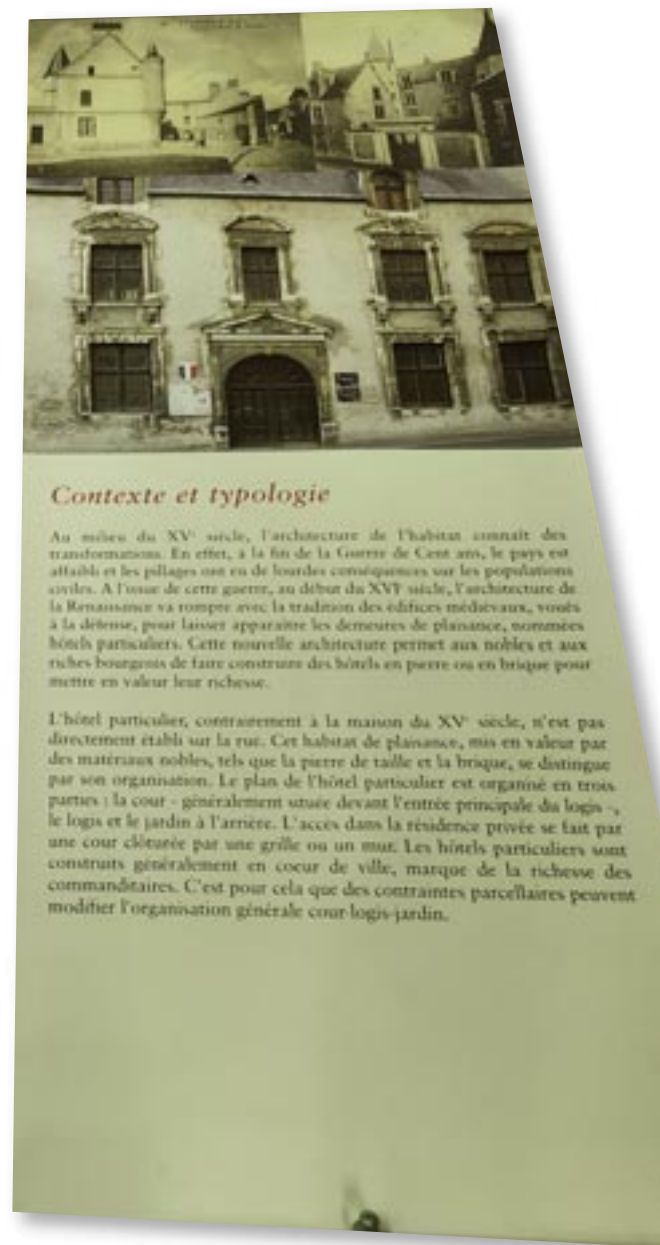 Contexte et typologie
Au milieu du XVᵉ siècle, l'architecture de l'habitat connaît des
transformations. En effet, à la fin de la Guerre de Cent ans, le pays est
affaibli et les pillages ont eu de lourdes conséquences sur les populations
civiles. A l'issue de cette guerre, au début du XVIᵉ siècle, l'architecture de
la Renaissance va rompre avec la tradition des édifices médiévaux, voués
à la défense, pour laisser apparaître les demeures de plaisance, nommées
hôtels particuliers. Cette nouvelle architecture permet aux nobles et aux
riches bourgeois de faire construire des hôtels en pierre ou en brique pour
mettre en valeur leur richesse.
L'hôtel particulier, contrairement à la maison du XVᵉ siècle, n'est pas
directement établi sur la rue. Cet habitat de plaisance, mis en valeur par
des matériaux nobles, tels que la pierre de taille et la brique, se distingue
par son organisation. Le plan de l'hôtel particulier est organisé en trois
parties : la cour - généralement située devant l'entrée principale du logis -,
le logis et le jardin à l'arrière. L'accès dans la résidence privée se fait par
une cour clôturée par une grille ou un mur. Les hôtels particuliers sont
construits généralement en coeur de ville, marque de la richesse des
commanditaires. C'est pour cela que des contraintes parcellaires peuvent
modifier l'organisation générale cour-logis-jardin.